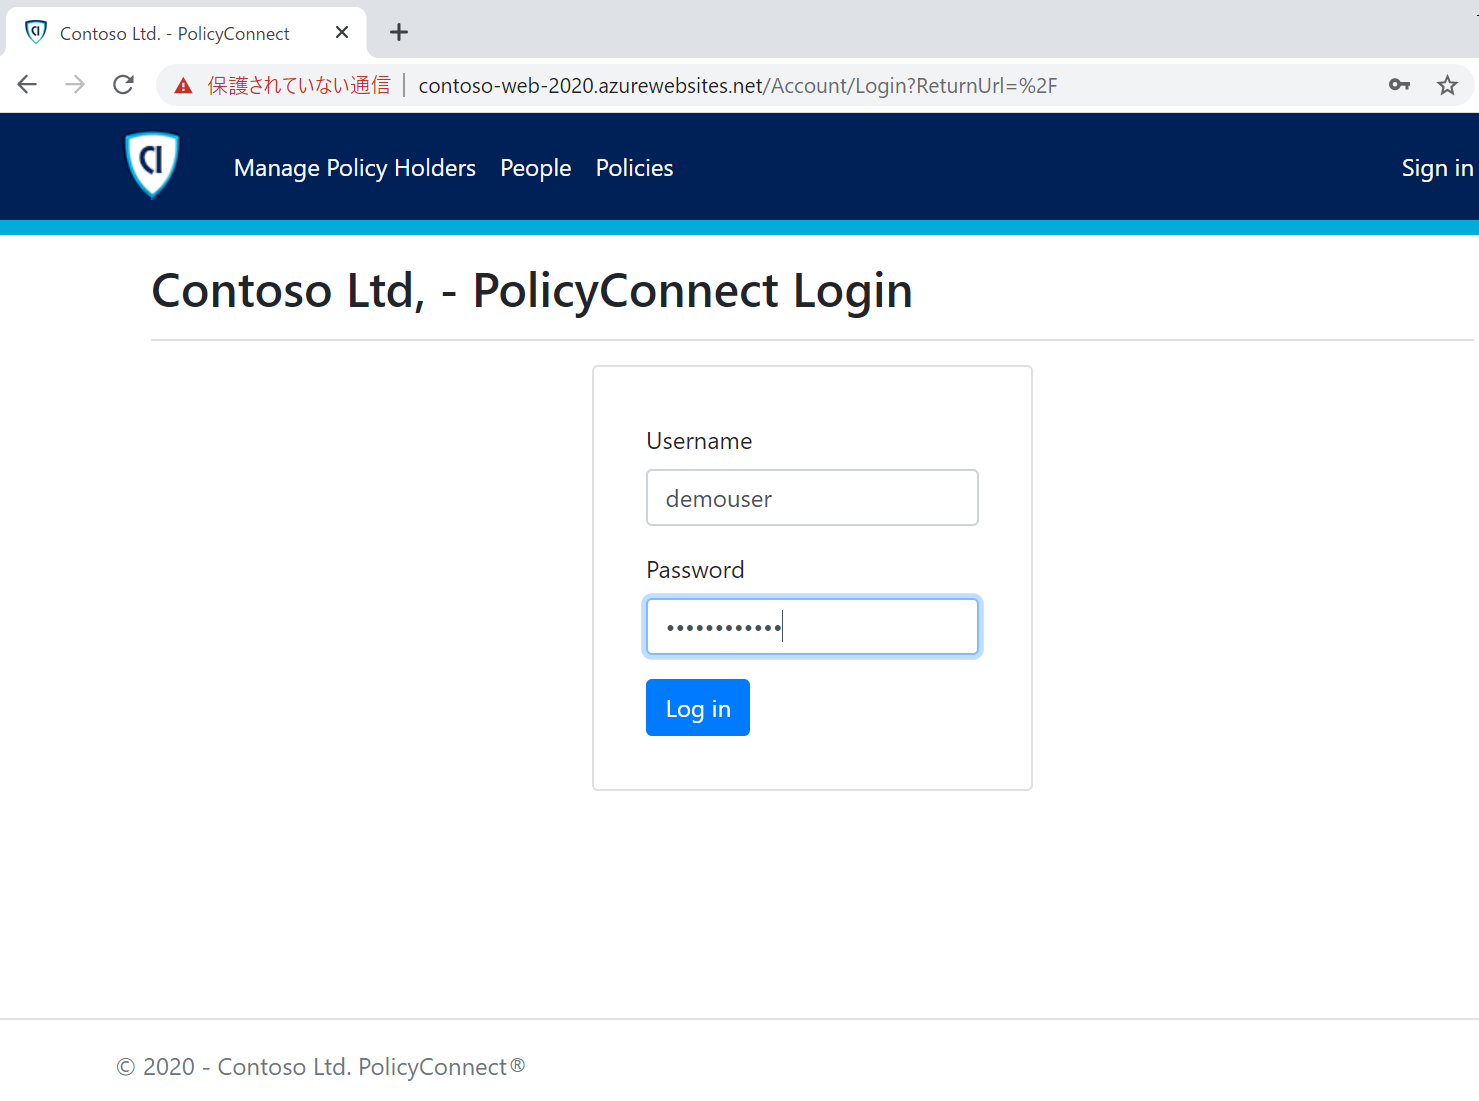 Contoso Ltd. - PolicyConnect
保護されていない通信 contoso-web-2020.azurewebsites.net/Account/Login?ReturnUrl=%2F
CI Manage Policy Holders People Policies Sign in
Contoso Ltd, - PolicyConnect Login
Username
demouser
Password
••••••••••••
Log in
© 2020 - Contoso Ltd. PolicyConnect®